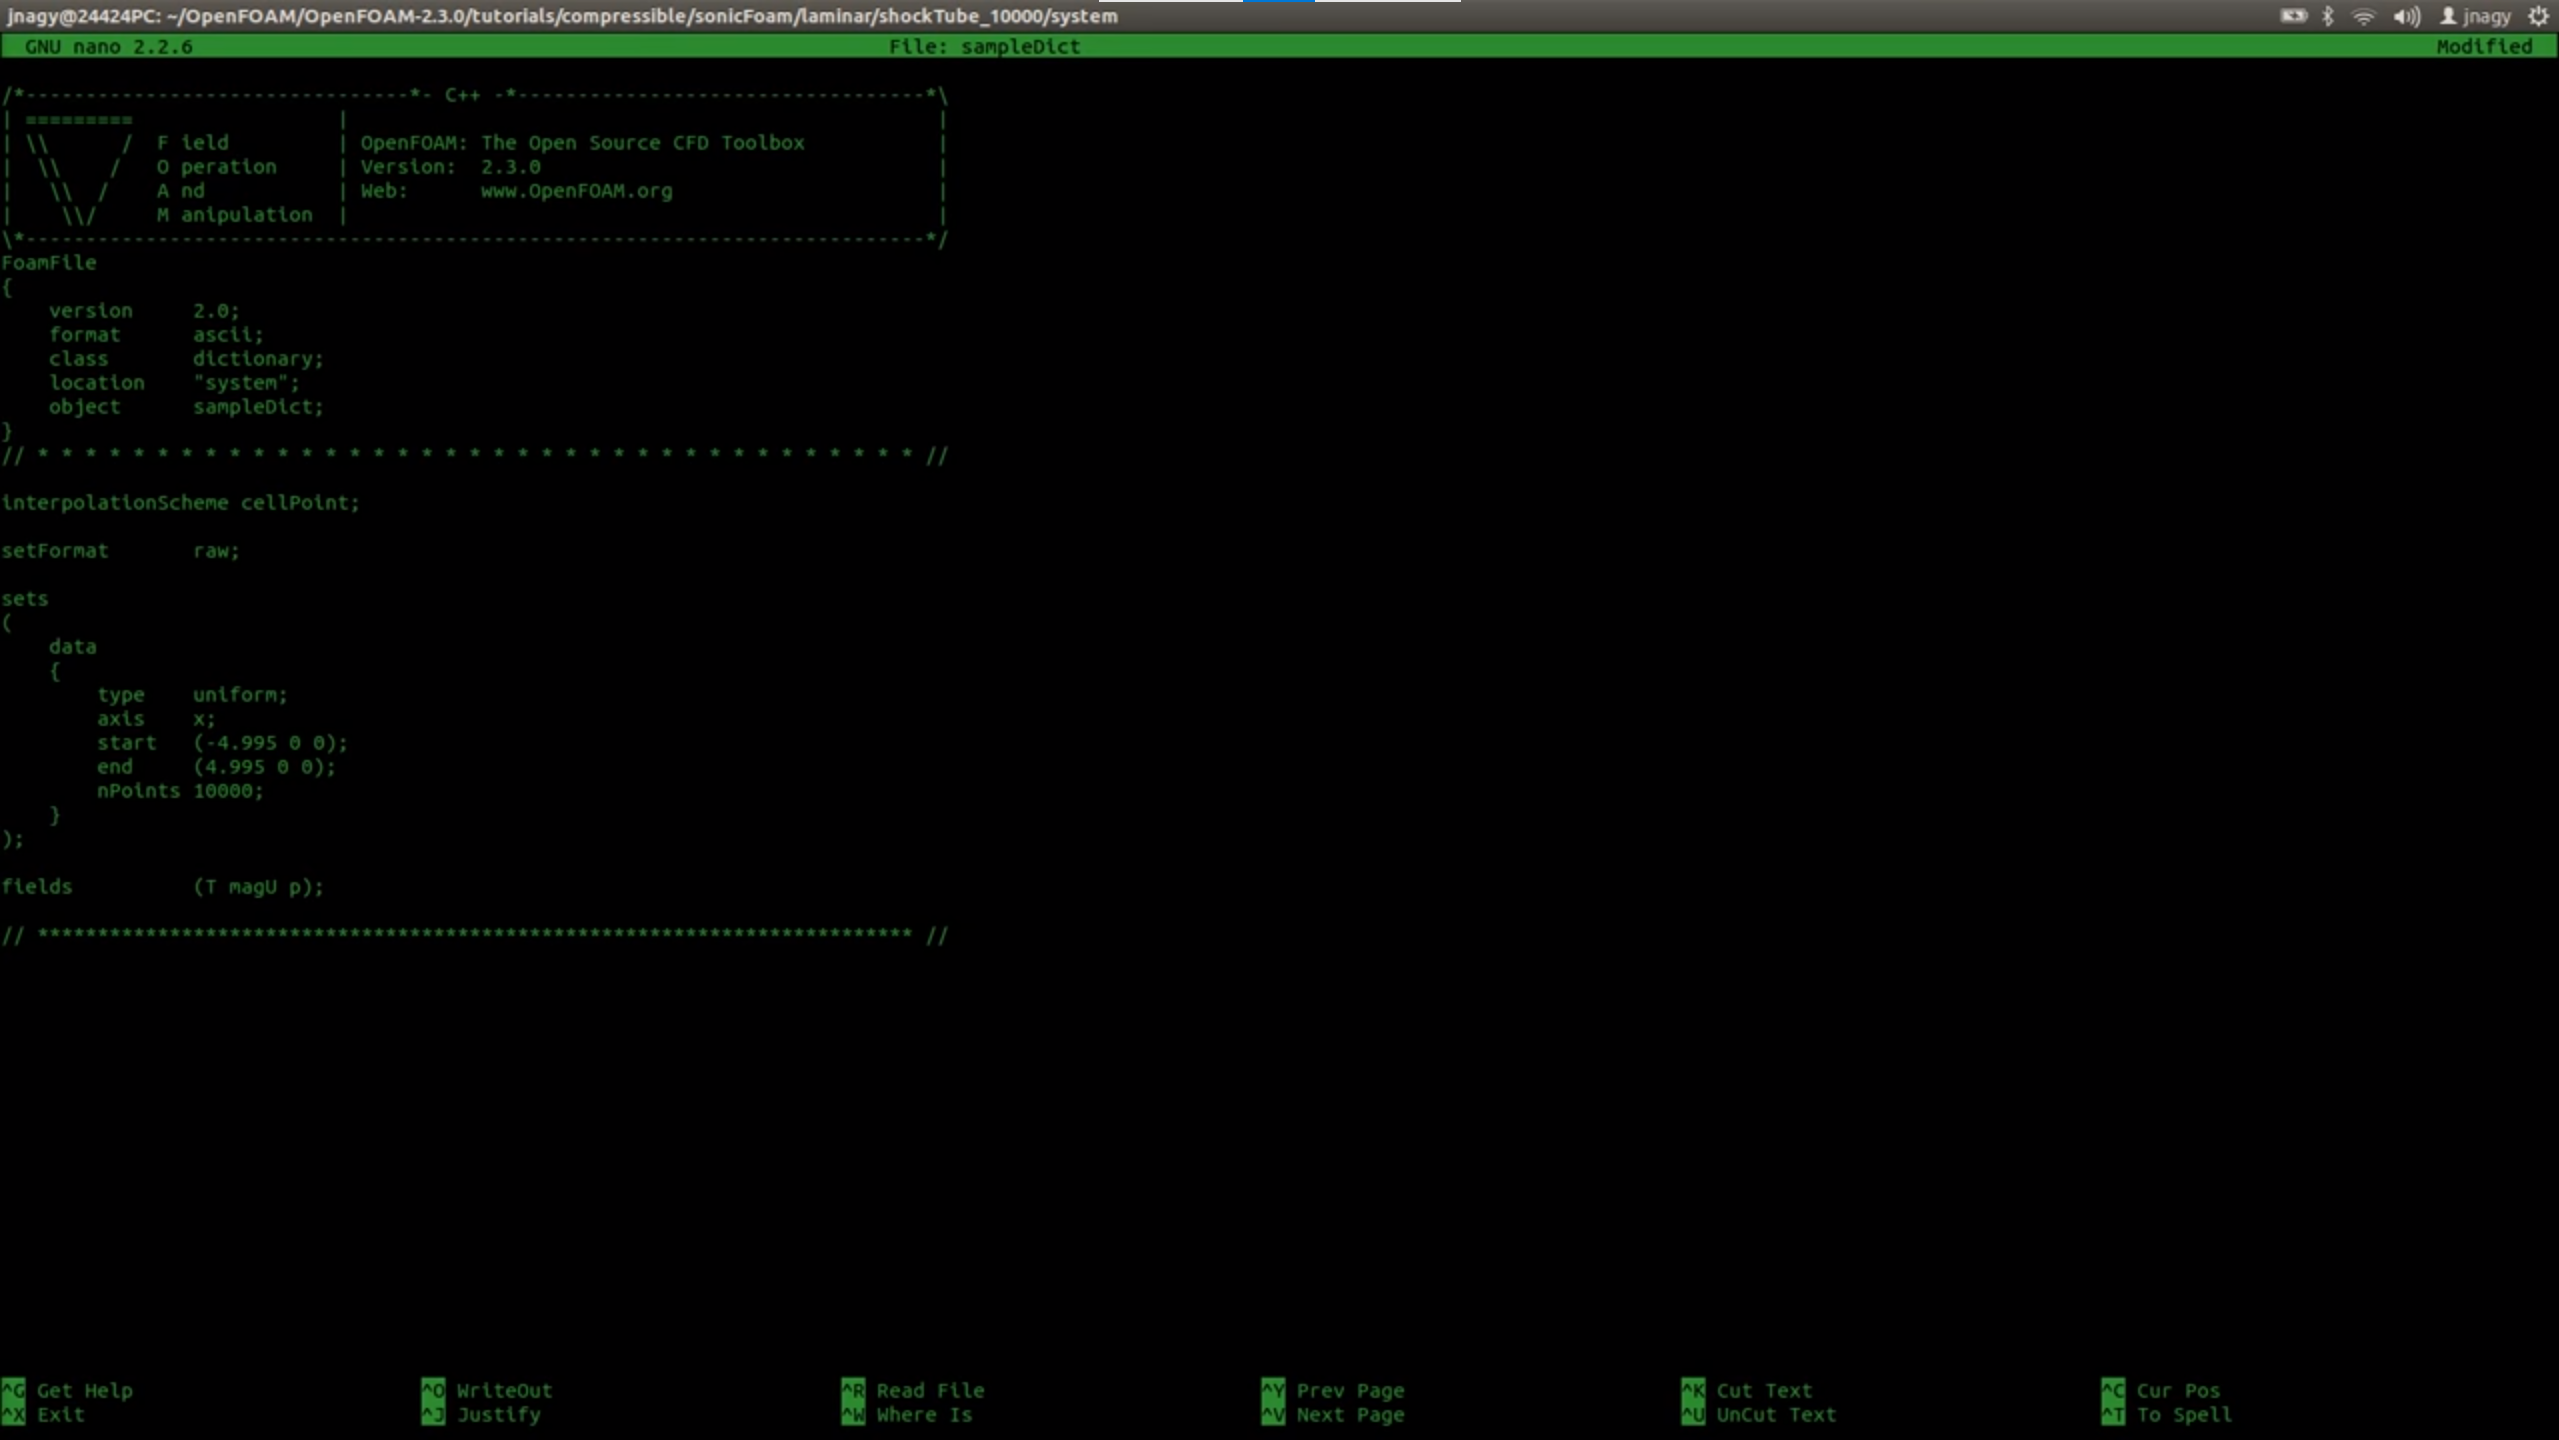 jnagy@24424PC: ~/OpenFOAM/OpenFOAM-2.3.0/tutorials/compressible/sonicFoam/laminar/shockTube_10000/system jnagy
GNU nano 2.2.6 File: sampleDict Modified
/*--------------------------------*- C++ -*----------------------------------*\
| ========= | |
| \\ / F ield | OpenFOAM: The Open Source CFD Toolbox |
| \\ / O peration | Version: 2.3.0 |
| \\ / A nd | Web: www.OpenFOAM.org |
| \\/ M anipulation | |
\*---------------------------------------------------------------------------*/
FoamFile
{
version 2.0;
format ascii;
class dictionary;
location "system";
object sampleDict;
}
// * * * * * * * * * * * * * * * * * * * * * * * * * * * * * * * * * * * * * //
interpolationScheme cellPoint;
setFormat raw;
sets
(
data
{
type uniform;
axis x;
start (-4.995 0 0);
end (4.995 0 0);
nPoints 10000;
}
);
fields (T magU p);
// ************************************************************************* //
^G Get Help ^O WriteOut ^R Read File ^Y Prev Page ^K Cut Text ^C Cur Pos
^X Exit ^J Justify ^W Where Is ^V Next Page ^U UnCut Text ^T To Spell